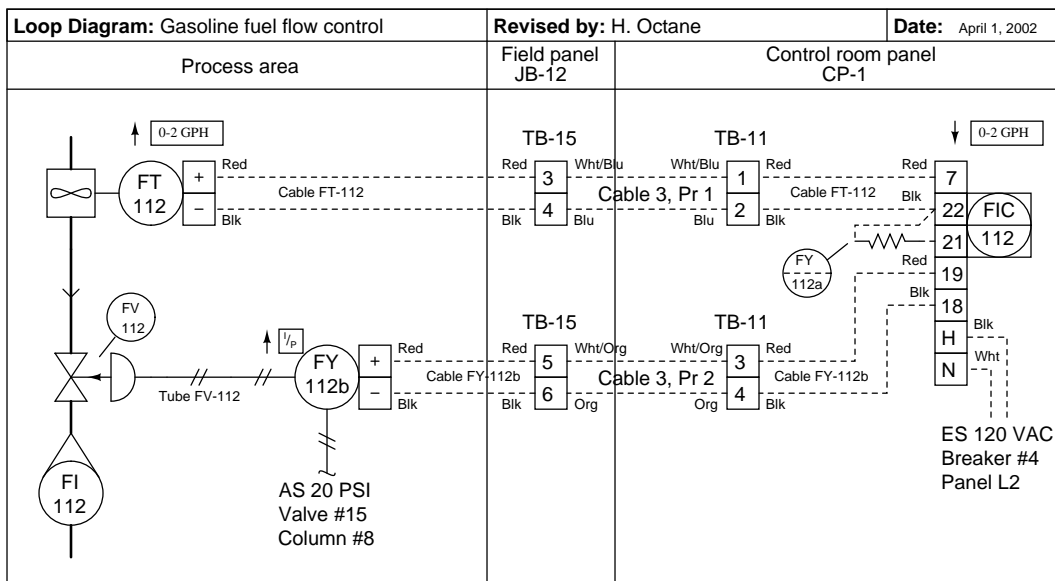 Loop Diagram: Gasoline fuel flow control
Revised by: H. Octane
Date: April 1, 2002
Process area
Field panel
JB-12
Control room panel
CP-1
0-2 GPH
TB-15
TB-11
0-2 GPH
FT
112
+
−
Red
Blk
Cable FT-112
Red
Blk
3
4
Wht/Blu
Blu
Cable 3, Pr 1
Wht/Blu
Blu
1
2
Red
Blk
Cable FT-112
Red
Blk
7
22
21
19
18
H
N
FIC
112
FY
112a
Red
Blk
Blk
Wht
FV
112
I/P
TB-15
TB-11
FY
112b
+
−
Red
Blk
Cable FY-112b
Red
Blk
5
6
Wht/Org
Org
Cable 3, Pr 2
Wht/Org
Org
3
4
Red
Blk
Cable FY-112b
Tube FV-112
ES 120 VAC
Breaker #4
Panel L2
FI
112
AS 20 PSI
Valve #15
Column #8